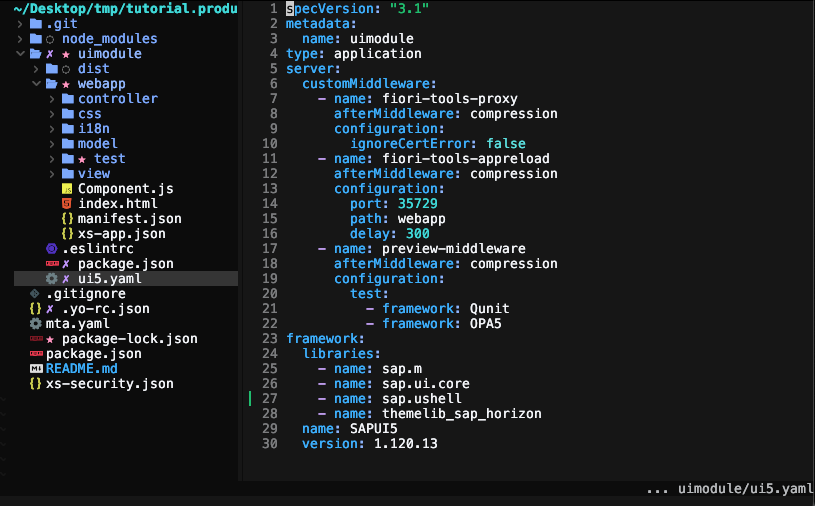 ~/Desktop/tmp/tutorial.produ
.git
node_modules
uimodule
dist
webapp
controller
css
i18n
model
test
view
Component.js
index.html
manifest.json
xs-app.json
.eslintrc
package.json
ui5.yaml
.gitignore
.yo-rc.json
mta.yaml
package-lock.json
package.json
README.md
xs-security.json
1 specVersion: "3.1"
2 metadata:
3   name: uimodule
4 type: application
5 server:
6   customMiddleware:
7     - name: fiori-tools-proxy
8       afterMiddleware: compression
9       configuration:
10         ignoreCertError: false
11     - name: fiori-tools-appreload
12       afterMiddleware: compression
13       configuration:
14         port: 35729
15         path: webapp
16         delay: 300
17     - name: preview-middleware
18       afterMiddleware: compression
19       configuration:
20         test:
21           - framework: Qunit
22           - framework: OPA5
23 framework:
24   libraries:
25     - name: sap.m
26     - name: sap.ui.core
27     - name: sap.ushell
28     - name: themelib_sap_horizon
29   name: SAPUI5
30   version: 1.120.13
... uimodule/ui5.yaml